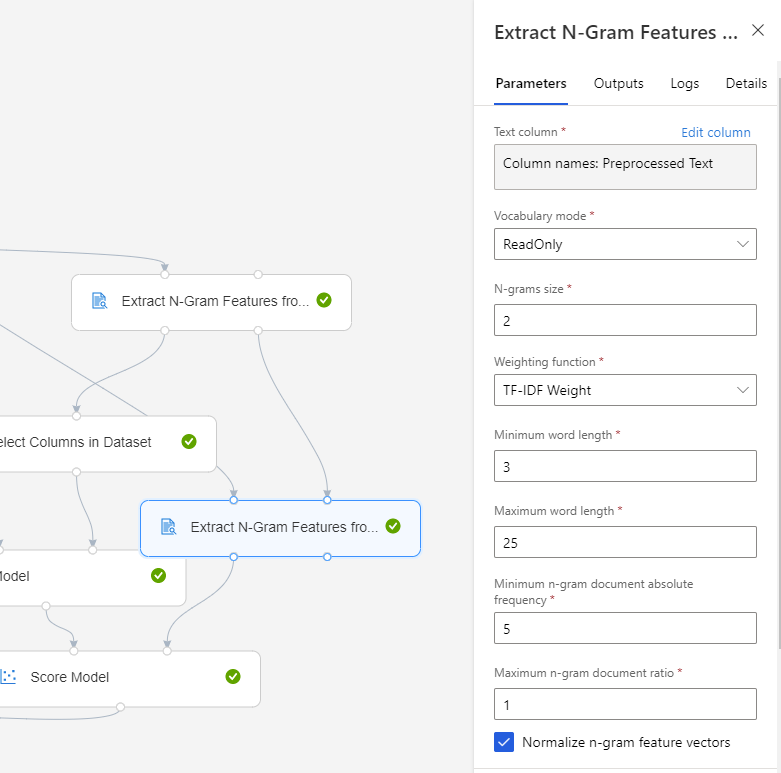 Extract N-Gram Features ...
Parameters Outputs Logs Details
Text column * Edit column
Column names: Preprocessed Text
Vocabulary mode *
ReadOnly
N-grams size *
2
Weighting function *
TF-IDF Weight
Minimum word length *
3
Maximum word length *
25
Minimum n-gram document absolute
frequency *
5
Maximum n-gram document ratio *
1
Normalize n-gram feature vectors
Extract N-Gram Features fro...
elect Columns in Dataset
Extract N-Gram Features fro...
Model
Score Model